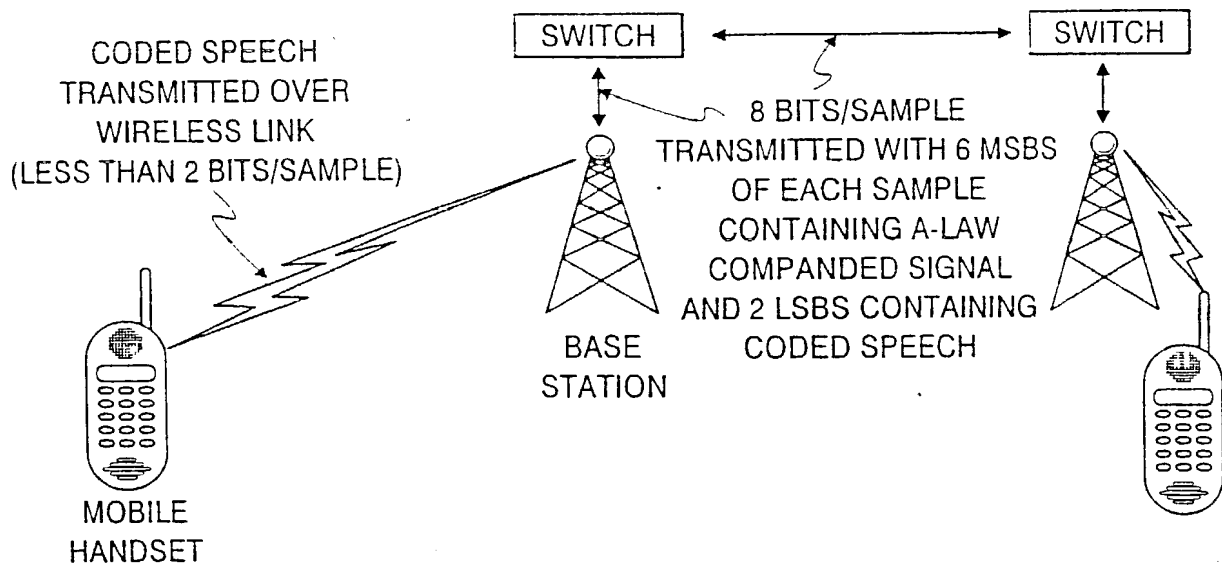 CODED SPEECH
TRANSMITTED OVER
WIRELESS LINK
(LESS THAN 2 BITS/SAMPLE)
SWITCH
SWITCH
8 BITS/SAMPLE
TRANSMITTED WITH 6 MSBS
OF EACH SAMPLE
CONTAINING A-LAW
COMPANDED SIGNAL
AND 2 LSBS CONTAINING
CODED SPEECH
BASE
STATION
MOBILE
HANDSET